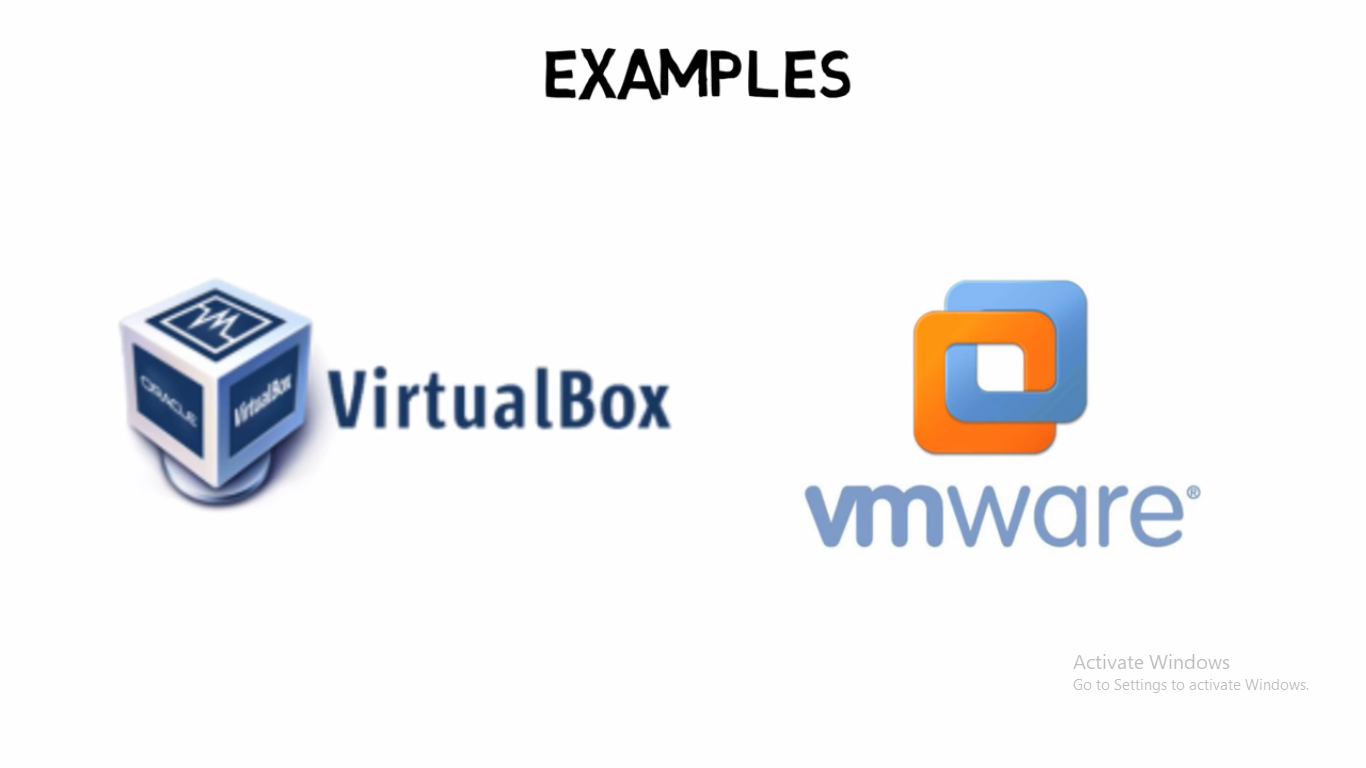 EXAMPLES
ORACLE
VirtualBox
VirtualBox
vmware®
Activate Windows
Go to Settings to activate Windows.